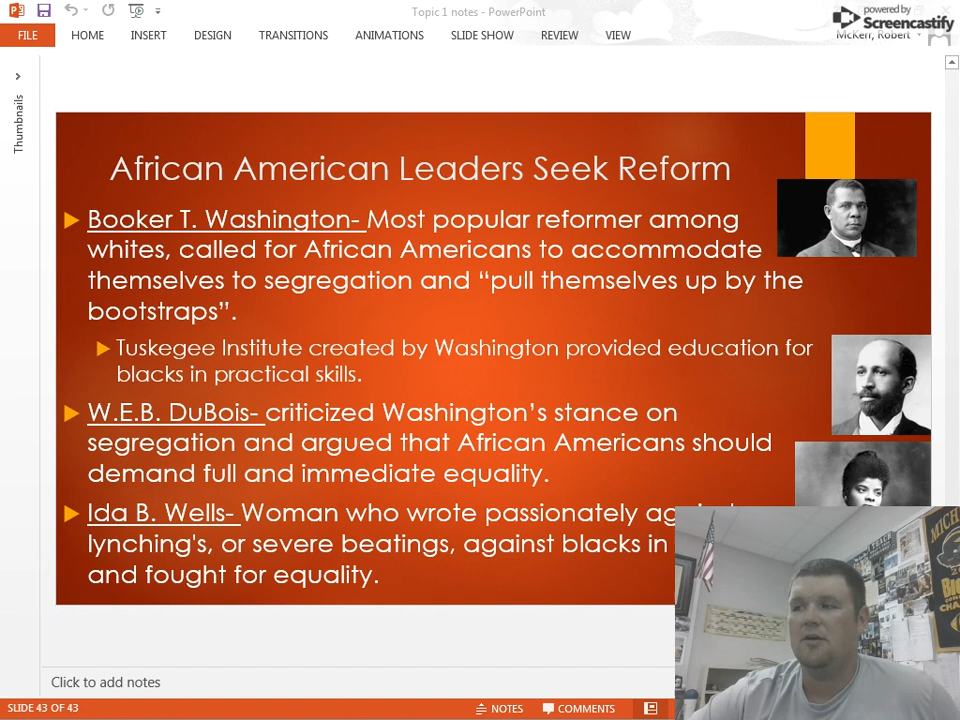 Topic 1 notes - PowerPoint
powered by
Screencastify
FILE HOME INSERT DESIGN TRANSITIONS ANIMATIONS SLIDE SHOW REVIEW VIEW McKerr, Robert
Thumbnails
African American Leaders Seek Reform
Booker T. Washington- Most popular reformer among
whites, called for African Americans to accommodate
themselves to segregation and “pull themselves up by the
bootstraps”.
Tuskegee Institute created by Washington provided education for
blacks in practical skills.
W.E.B. DuBois- criticized Washington’s stance on
segregation and argued that African Americans should
demand full and immediate equality.
Ida B. Wells- Woman who wrote passionately
lynching's, or severe beatings, against blacks in
and fought for equality.
Click to add notes
SLIDE 43 OF 43 NOTES COMMENTS